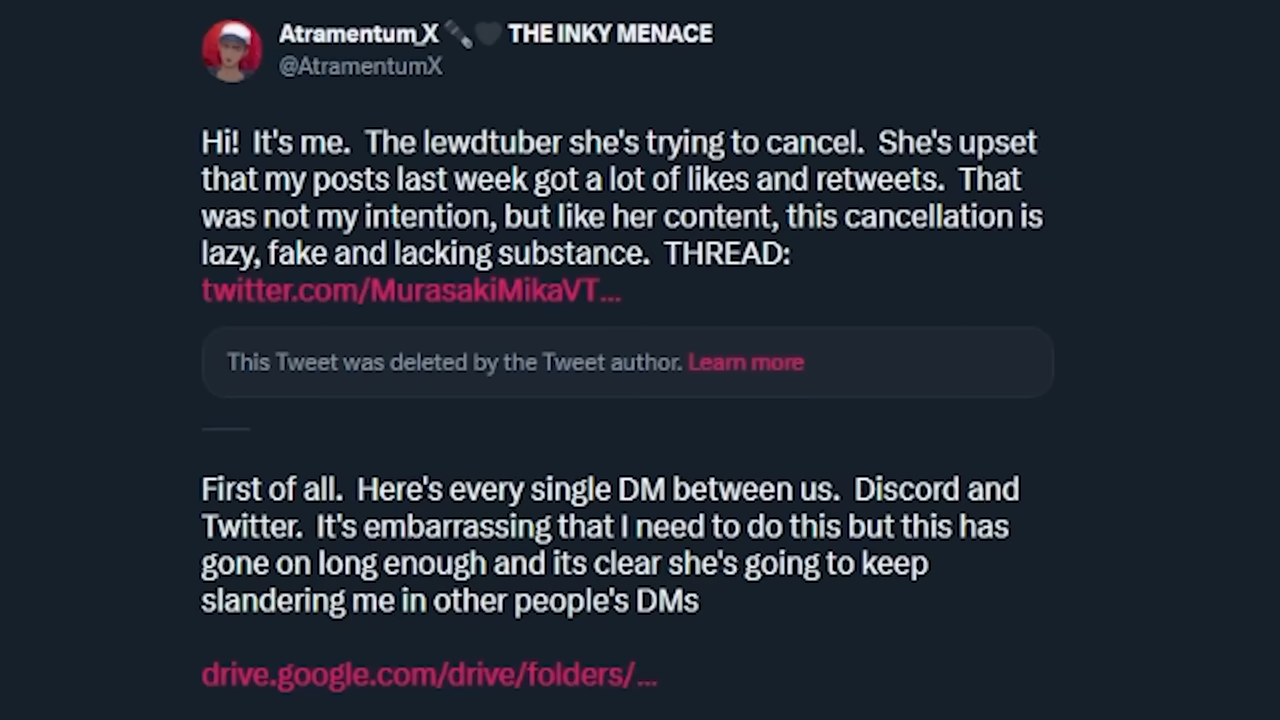 Atramentum_X 🖤 THE INKY MENACE
@AtramentumX
Hi!  It's me.  The lewdtuber she's trying to cancel.  She's upset
that my posts last week got a lot of likes and retweets.  That
was not my intention, but like her content, this cancellation is
lazy, fake and lacking substance.  THREAD:
twitter.com/MurasakiMikaVT...
This Tweet was deleted by the Tweet author. Learn more
First of all.  Here's every single DM between us.  Discord and
Twitter.  It's embarrassing that I need to do this but this has
gone on long enough and its clear she's going to keep
slandering me in other people's DMs
drive.google.com/drive/folders/...